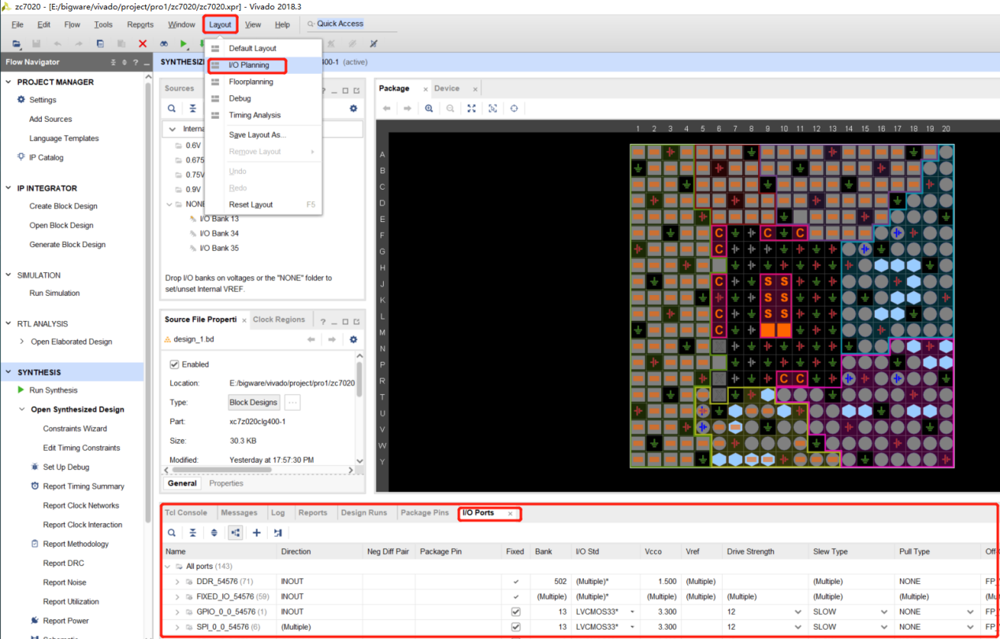 zc7020 - [E:/bigware/vivado/project/pro1/zc7020/zc7020.xpr] - Vivado 2018.3
File Edit Flow Tools Reports Window Layout View Help Quick Access
Flow Navigator
PROJECT MANAGER
Settings
Add Sources
Language Templates
IP Catalog
IP INTEGRATOR
Create Block Design
Open Block Design
Generate Block Design
SIMULATION
Run Simulation
RTL ANALYSIS
Open Elaborated Design
SYNTHESIS
Run Synthesis
Open Synthesized Design
Constraints Wizard
Edit Timing Constraints
Set Up Debug
Report Timing Summary
Report Clock Networks
Report Clock Interaction
Report Methodology
Report DRC
Report Noise
Report Utilization
Report Power
Schematic
Default Layout
I/O Planning
Floorplanning
Debug
Timing Analysis
Save Layout As...
Remove Layout
Undo
Redo
Reset Layout F5
SYNTHESIZ 400-1 (active)
Sources
Interna
0.6V
0.675
0.75V
0.9V
NONE
I/O Bank 13
I/O Bank 34
I/O Bank 35
Drop I/O banks on voltages or the "NONE" folder to
set/unset Internal VREF.
Source File Properti Clock Regions
design_1.bd
Enabled
Location: E:/bigware/vivado/project/pro1/zc7020
Type: Block Designs ...
Part: xc7z020clg400-1
Size: 30.3 KB
Modified: Yesterday at 17:57:30 PM
General Properties
Package Device
1 2 3 4 5 6 7 8 9 10 11 12 13 14 15 16 17 18 19 20
A
B
C
D
E
F C C
G C
H
J C S S
K S S
L C S S
M C
N
P
R C C
T
U
V
W
Y
Tcl Console Messages Log Reports Design Runs Package Pins I/O Ports
Name Direction Neg Diff Pair Package Pin Fixed Bank I/O Std Vcco Vref Drive Strength Slew Type Pull Type Off-C
All ports (143)
DDR_54576 (71) INOUT 502 (Multiple)* 1.500 (Multiple) (Multiple) NONE FP_
FIXED_IO_54576 (59) INOUT (Multiple) (Multiple)* (Multiple) (Multiple) (Multiple) (Multiple) (Multiple) (Mu
GPIO_0_0_54576 (1) INOUT 13 LVCMOS33* 3.300 12 SLOW NONE FP_
SPI_0_0_54576 (6) (Multiple) 13 LVCMOS33* 3.300 12 SLOW NONE FP_